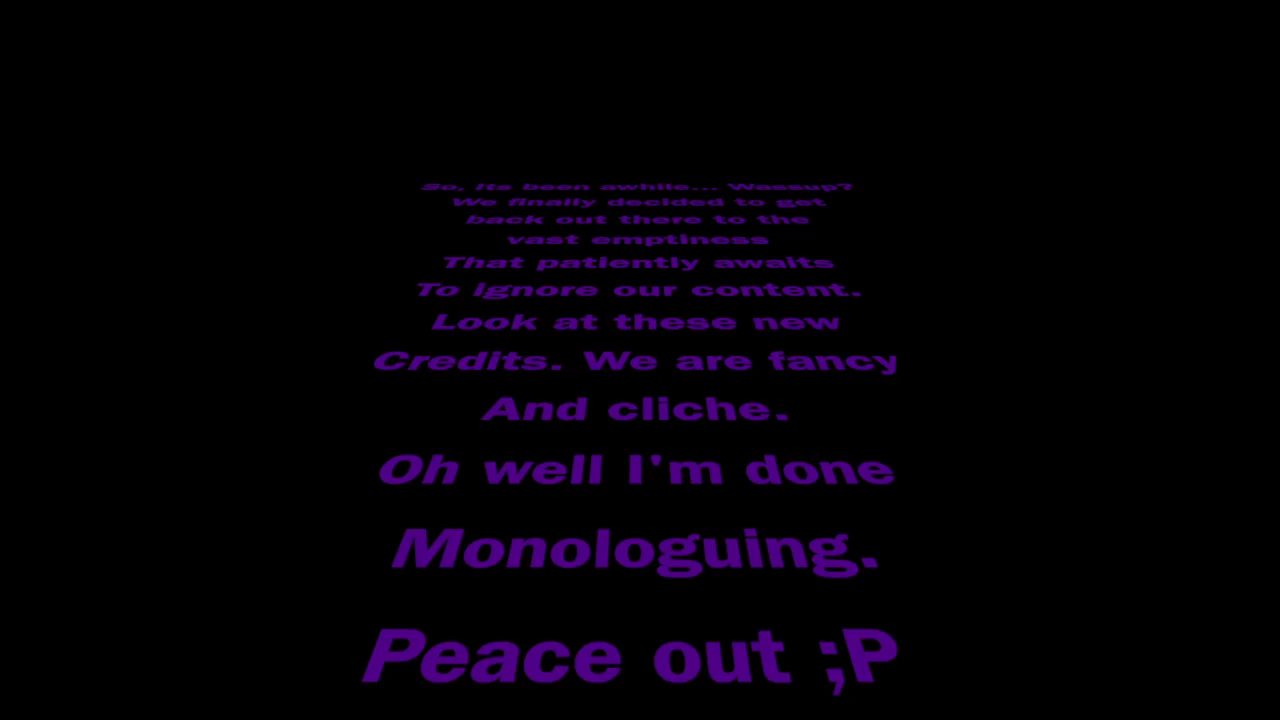 So, its been awhile... Wassup?
We finally decided to get
back out there to the
vast emptiness
That patiently awaits
To ignore our content.
Look at these new
Credits. We are fancy
And cliche.
Oh well I'm done
Monologuing.
Peace out ;P